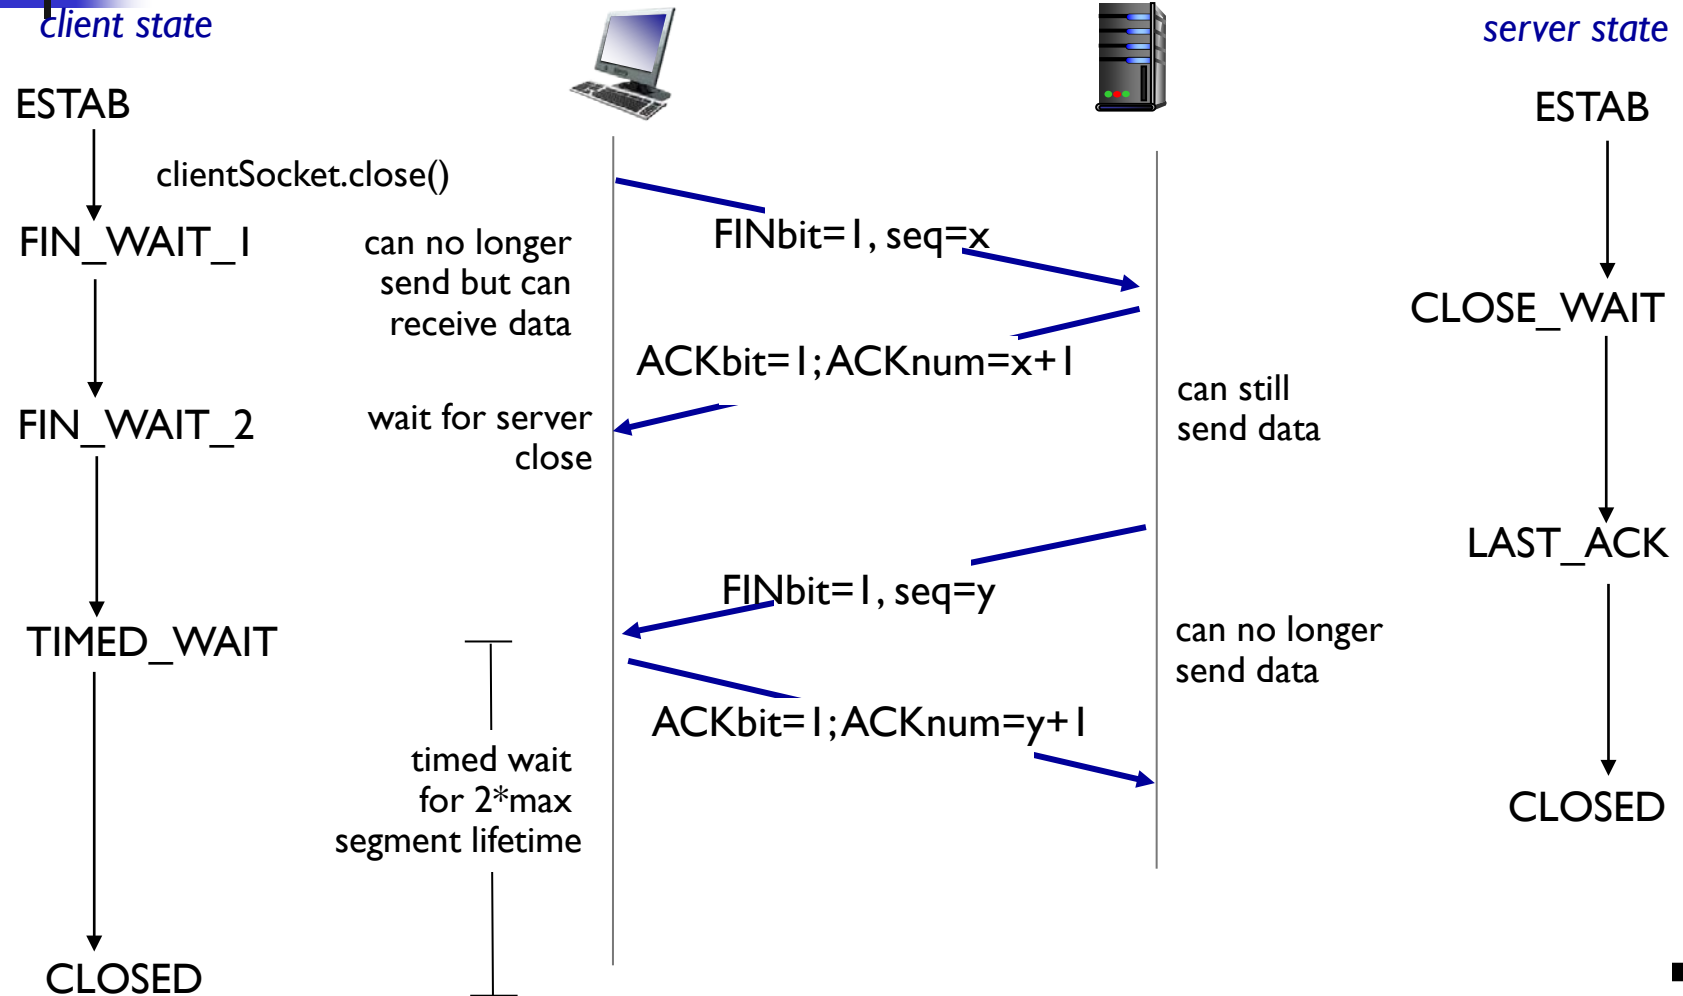 client state
server state
ESTAB
ESTAB
clientSocket.close()
FIN_WAIT_1
can no longer
send but can
receive data
FINbit=1, seq=x
CLOSE_WAIT
ACKbit=1; ACKnum=x+1
can still
send data
FIN_WAIT_2
wait for server
close
LAST_ACK
FINbit=1, seq=y
can no longer
send data
TIMED_WAIT
ACKbit=1; ACKnum=y+1
timed wait
for 2*max
segment lifetime
CLOSED
CLOSED